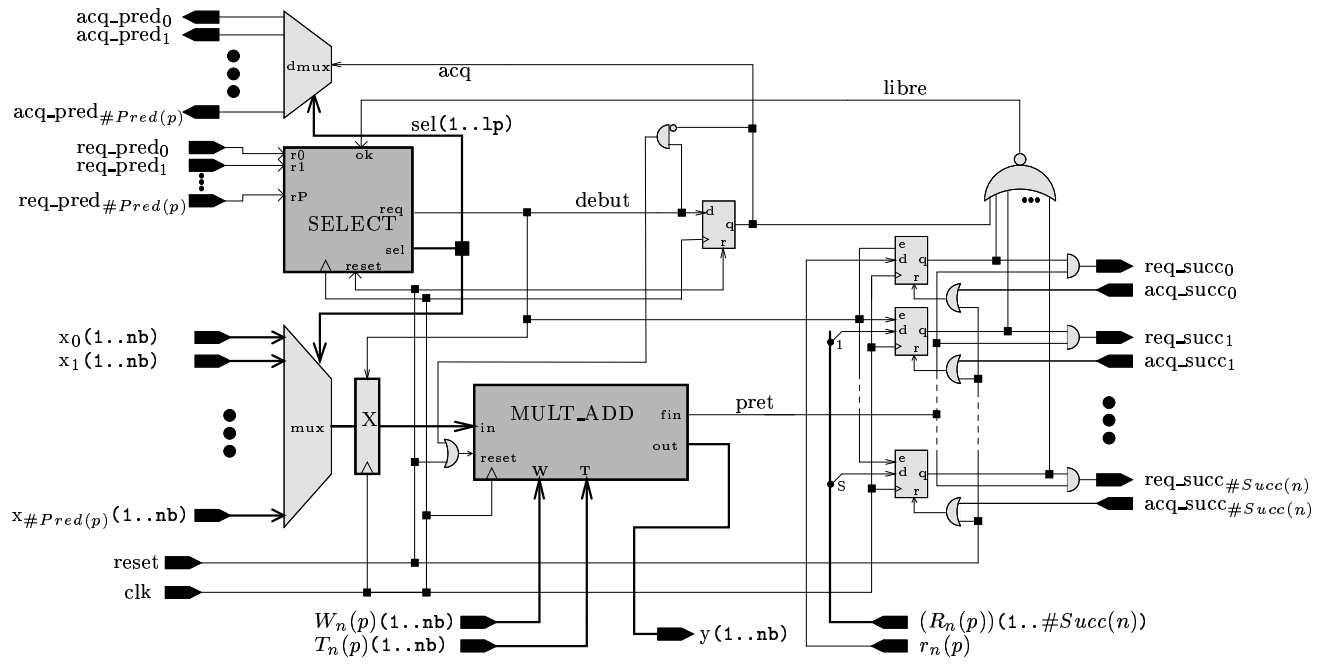 acq_pred₀
acq_pred₁
dmux
acq
libre
acq_pred#Pred(p)
sel(1..lp)
req_pred₀
r0
ok
req_pred₁
r1
req_pred#Pred(p)
rP
req
SELECT
debut
d
q
r
sel
reset
e
d
q
r
req_succ₀
acq_succ₀
x₀(1..nb)
x₁(1..nb)
e
d
q
r
1
req_succ₁
acq_succ₁
mux
X
MULT_ADD
in
fin
pret
out
reset
W
T
e
d
q
r
S
req_succ#Succ(n)
acq_succ#Succ(n)
x#Pred(p)(1..nb)
reset
clk
Wₙ(p)(1..nb)
Tₙ(p)(1..nb)
y(1..nb)
(Rₙ(p))(1..#Succ(n))
rₙ(p)